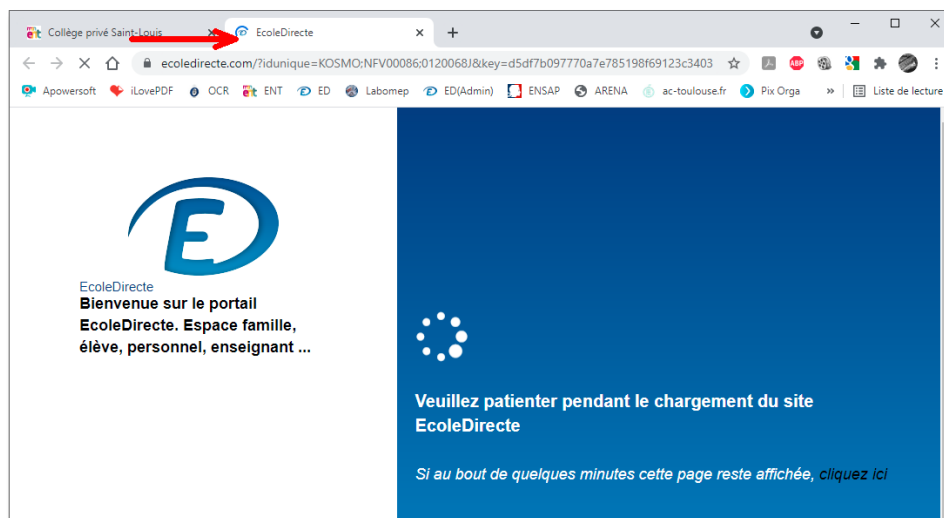 Collège privé Saint-Louis
EcoleDirecte
ecoledirecte.com/?idunique=KOSMO;NFV00086;0120068J&key=d5df7b097770a7e785198f69123c3403
Apowersoft iLovePDF OCR ENT ED Labomep ED(Admin) ENSAP ARENA ac-toulouse.fr Pix Orga » Liste de lecture
ABP
EcoleDirecte
Bienvenue sur le portail
EcoleDirecte. Espace famille,
élève, personnel, enseignant ...
Veuillez patienter pendant le chargement du site
EcoleDirecte
Si au bout de quelques minutes cette page reste affichée, cliquez ici